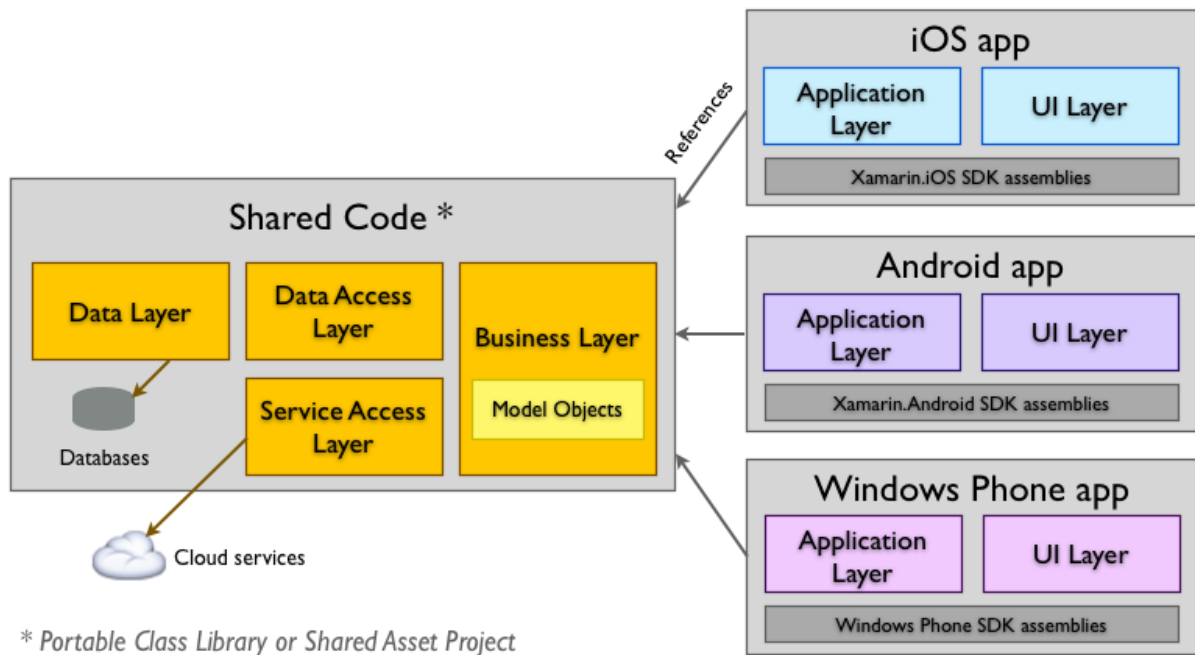 Shared Code *
Data Layer
Data Access
Layer
Business Layer
Model Objects
Service Access
Layer
Databases
Cloud services
* Portable Class Library or Shared Asset Project
References
iOS app
Application
Layer
UI Layer
Xamarin.iOS SDK assemblies
Android app
Application
Layer
UI Layer
Xamarin.Android SDK assemblies
Windows Phone app
Application
Layer
UI Layer
Windows Phone SDK assemblies